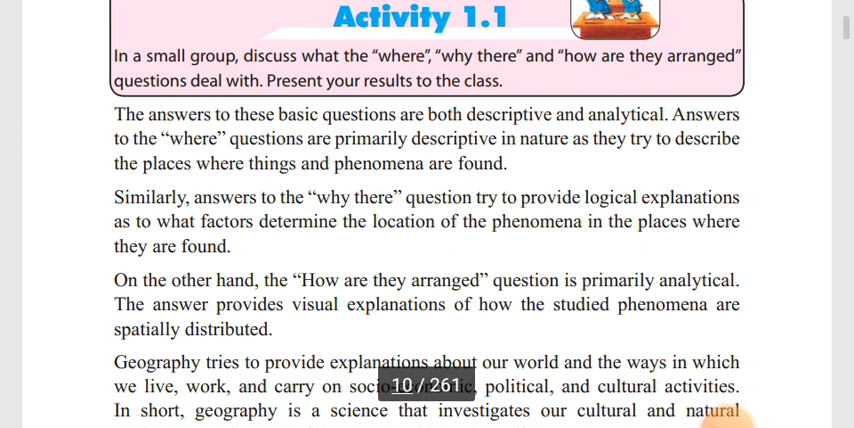 Activity 1.1
In a small group, discuss what the “where”, “why there” and “how are they arranged”
questions deal with. Present your results to the class.
The answers to these basic questions are both descriptive and analytical. Answers
to the “where” questions are primarily descriptive in nature as they try to describe
the places where things and phenomena are found.
Similarly, answers to the “why there” question try to provide logical explanations
as to what factors determine the location of the phenomena in the places where
they are found.
On the other hand, the “How are they arranged” question is primarily analytical.
The answer provides visual explanations of how the studied phenomena are
spatially distributed.
Geography tries to provide explanations about our world and the ways in which
we live, work, and carry on socio-economic, political, and cultural activities.
10 / 261
In short, geography is a science that investigates our cultural and natural